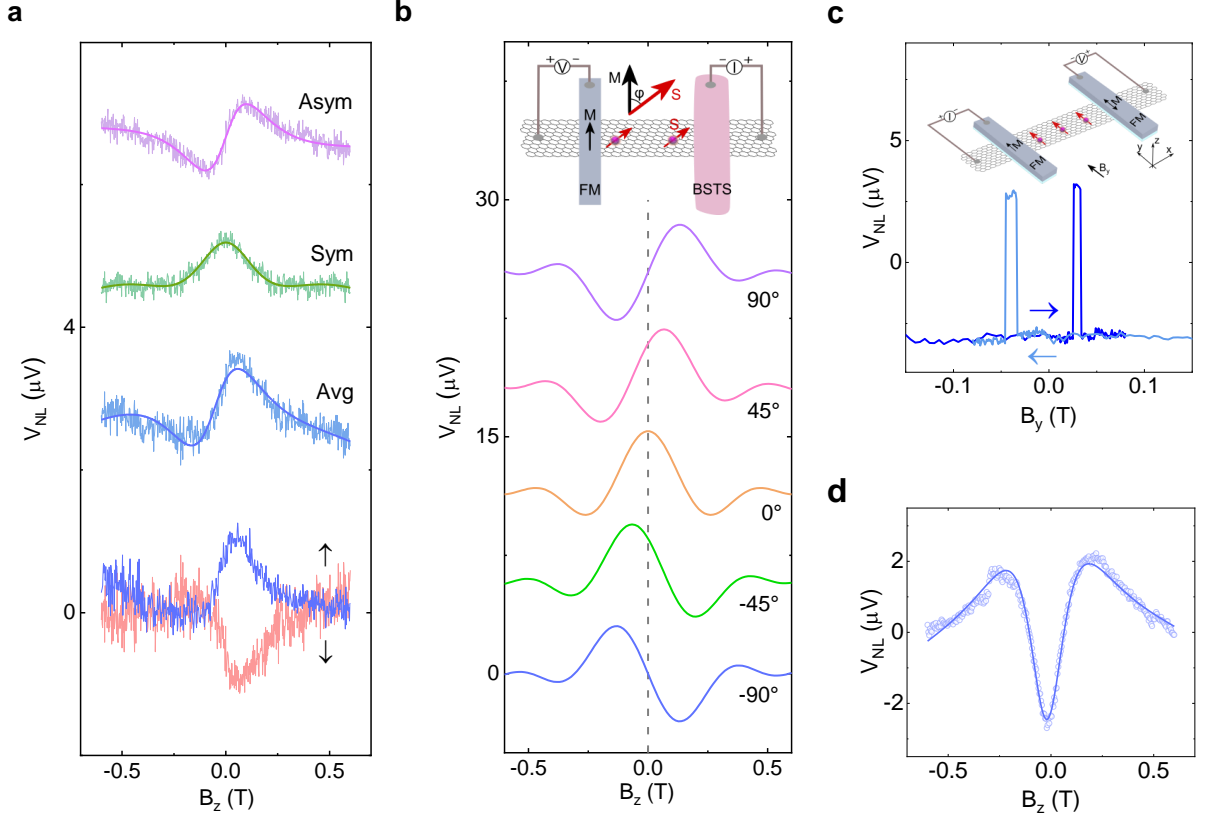 a
Asym
Sym
Avg
4
0
↑
↓
V_NL (μV)
-0.5 0.0 0.5
B_z (T)
b
+ V − M φ S − I +
M S
FM BSTS
30
90°
45°
15
0°
-45°
0
-90°
V_NL (μV)
-0.5 0.0 0.5
B_z (T)
c
− V +
M
FM
+ I −
M
FM
y z x
B_y
5
0
→
←
V_NL (μV)
-0.1 0.0 0.1
B_y (T)
d
2
0
-2
V_NL (μV)
-0.5 0.0 0.5
B_z (T)